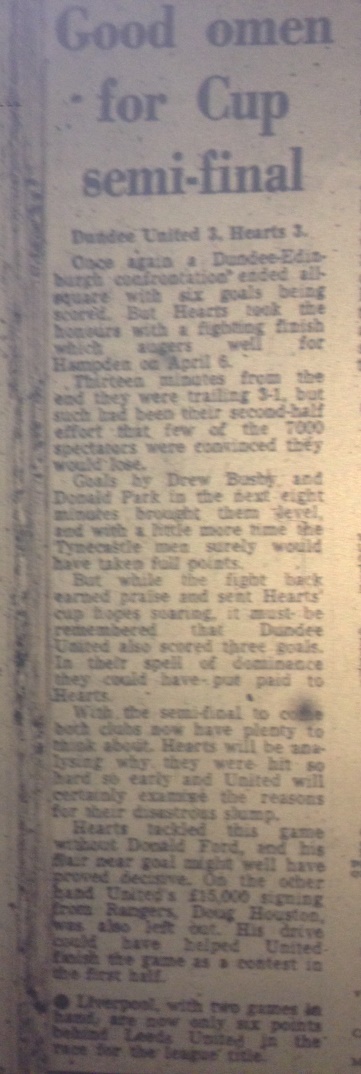 Good omen
for Cup
semi-final
Dundee United 3, Hearts 3.
Once again a Dundee-Edin-
burgh confrontation ended all-
square with six goals being
scored. But Hearts took the
honours with a fighting finish
which augers well for
Hampden on April 6.
Thirteen minutes from the
end they were trailing 3-1, but
such had been their second-half
effort that few of the 7000
spectators were convinced they
would lose.
Goals by Drew Busby and
Donald Park in the next eight
minutes brought them level,
and with a little more time the
Tynecastle men surely would
have taken full points.
But while the fight back
earned praise and sent Hearts'
cup hopes soaring, it must be
remembered that Dundee
United also scored three goals.
In their spell of dominance
they could have put paid to
Hearts.
With the semi-final to come
both clubs now have plenty to
think about. Hearts will be ana-
lysing why they were hit so
hard so early and United will
certainly examine the reasons
for their disastrous slump.
Hearts tackled this game
without Donald Ford, and his
flair near goal might well have
proved decisive. On the other
hand United's £15,000 signing
from Rangers, Doug Houston,
was also left out. His drive
could have helped United
finish the game as a contest in
the first half.
● Liverpool, with two games in
hand, are now only six points
behind Leeds United in the
race for the league title.